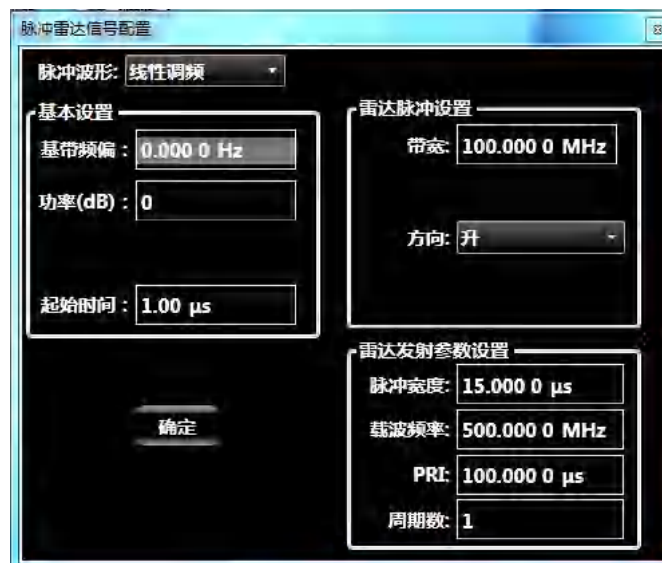 脉冲雷达信号配置
脉冲波形: 线性调频
基本设置
基带频偏： 0.000 0 Hz
功率(dB)： 0
起始时间： 1.00 μs
确定
雷达脉冲设置
带宽: 100.000 0 MHz
方向: 升
雷达发射参数设置
脉冲宽度: 15.000 0 μs
载波频率: 500.000 0 MHz
PRI: 100.000 0 μs
周期数: 1